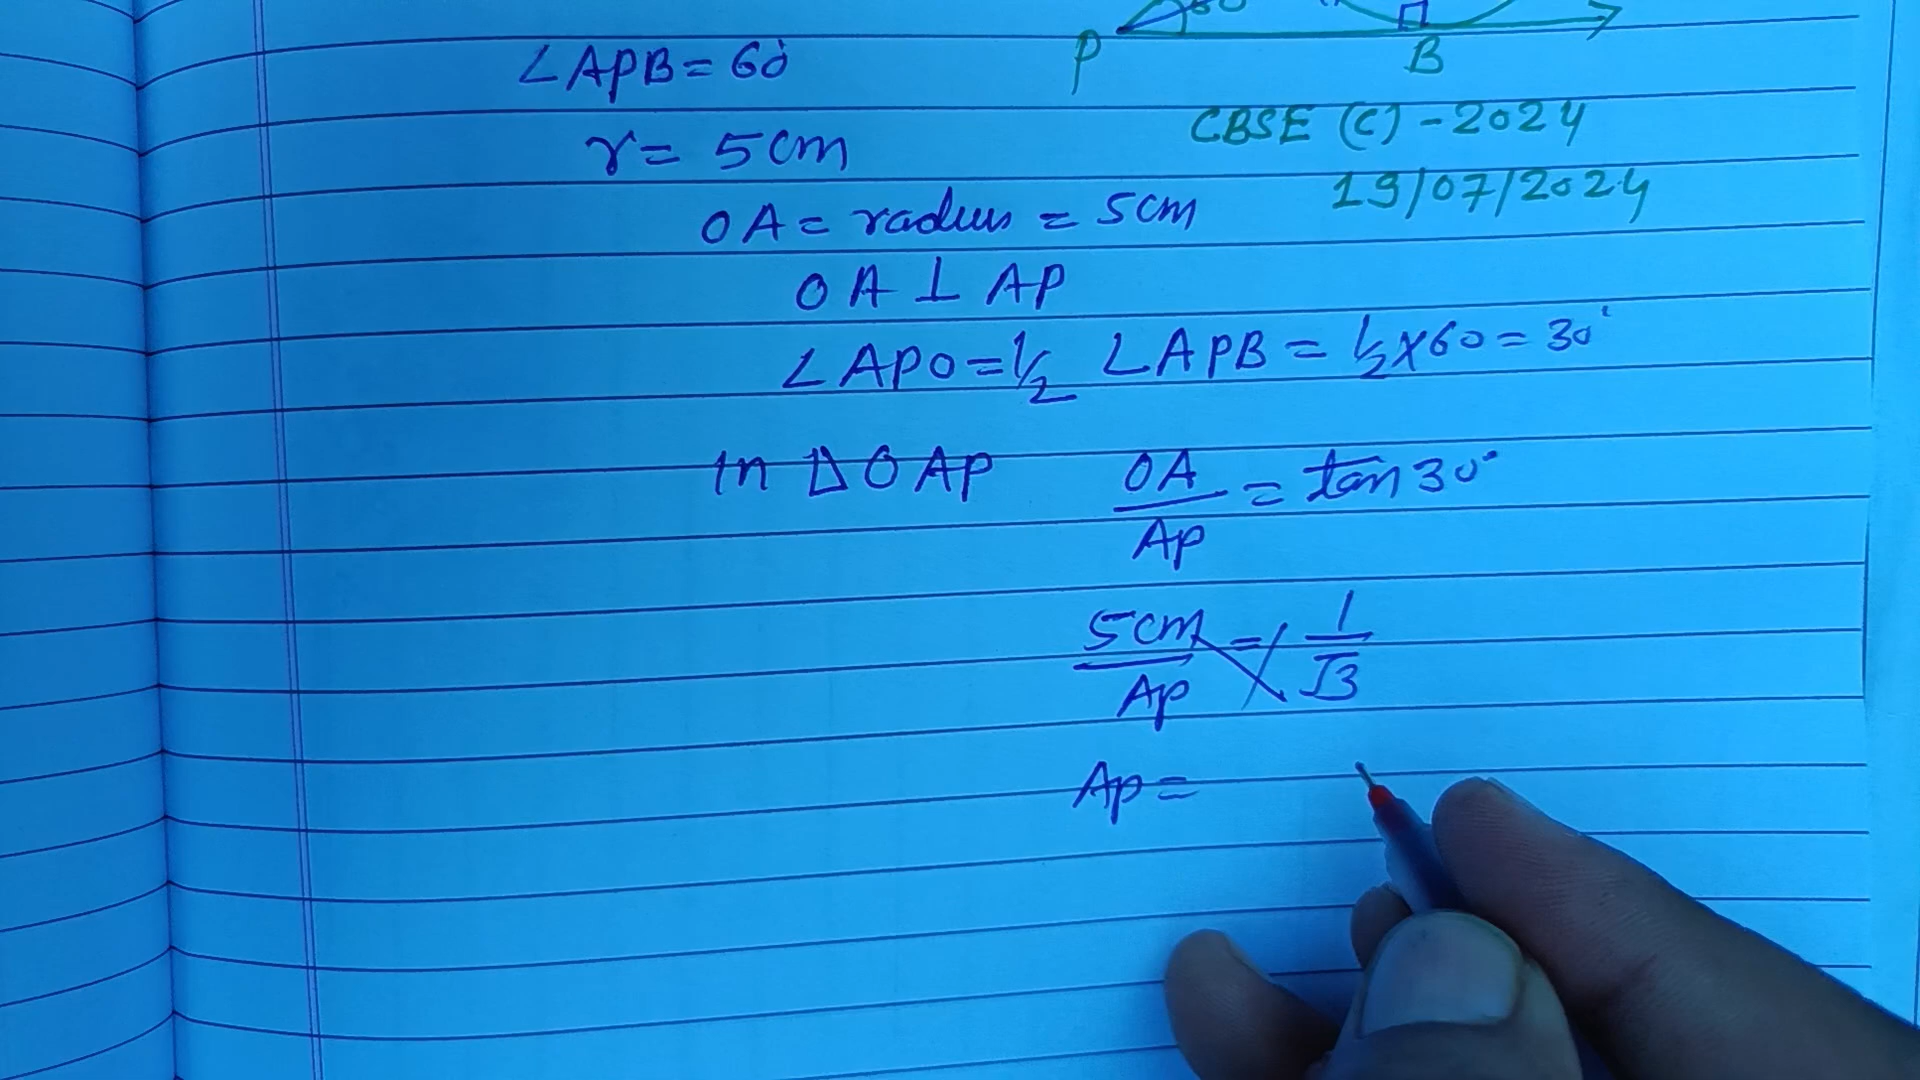 60
P B
∠APB = 60°
CBSE (C) - 2024
r = 5cm
19/07/2024
OA = radius = 5cm
OA ⊥ AP
∠APO = 1/2 ∠APB = 1/2 × 60 = 30°
In Δ OAP OA/AP = tan 30°
5cm/AP = 1/√3
AP =